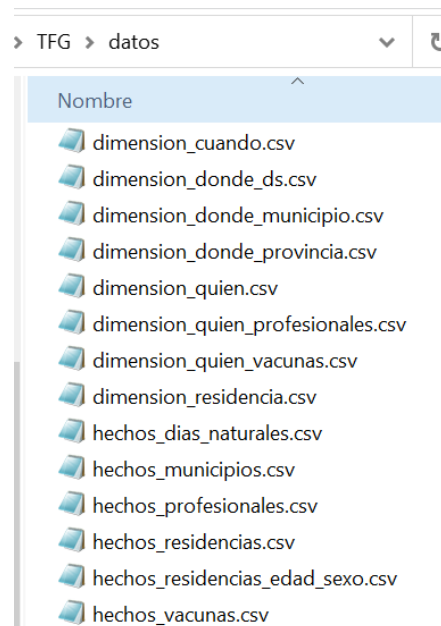 TFG > datos
Nombre
dimension_cuando.csv
dimension_donde_ds.csv
dimension_donde_municipio.csv
dimension_donde_provincia.csv
dimension_quien.csv
dimension_quien_profesionales.csv
dimension_quien_vacunas.csv
dimension_residencia.csv
hechos_dias_naturales.csv
hechos_municipios.csv
hechos_profesionales.csv
hechos_residencias.csv
hechos_residencias_edad_sexo.csv
hechos_vacunas.csv